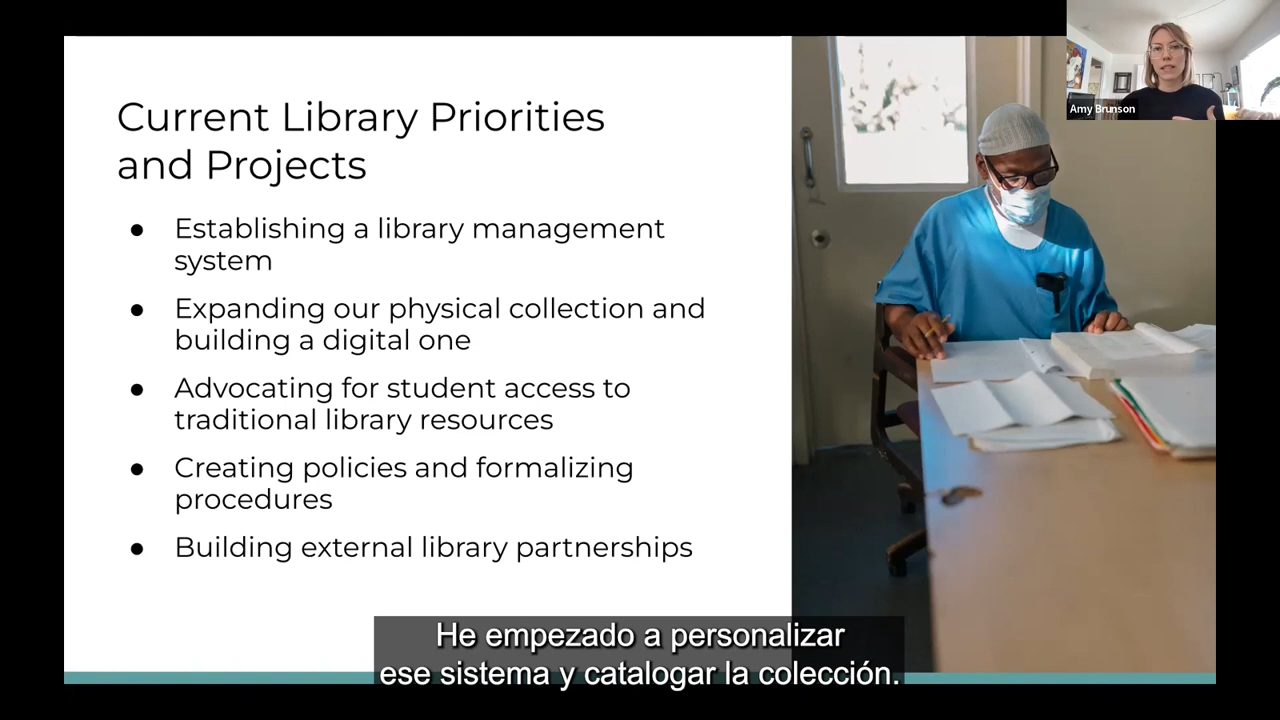 Amy Brunson
Current Library Priorities
and Projects
● Establishing a library management
system
● Expanding our physical collection and
building a digital one
● Advocating for student access to
traditional library resources
● Creating policies and formalizing
procedures
● Building external library partnerships
He empezado a personalizar
ese sistema y catalogar la colección.